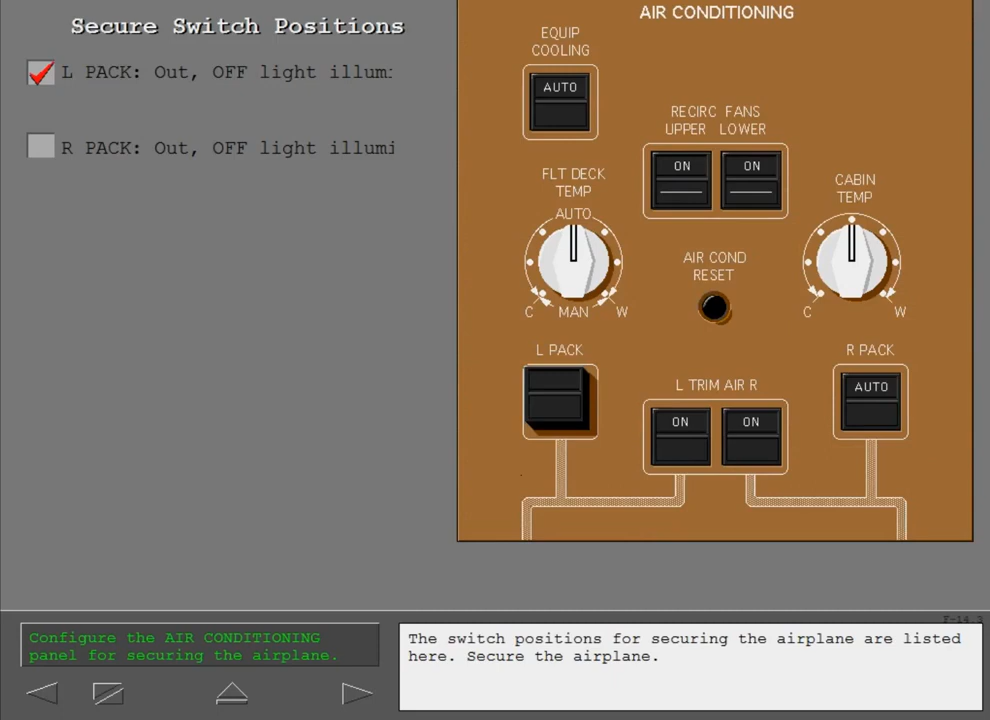 Secure Switch Positions
L PACK: Out, OFF light illum
R PACK: Out, OFF light illumi
AIR CONDITIONING
EQUIP
COOLING
AUTO
RECIRC FANS
UPPER LOWER
ON ON
FLT DECK
TEMP
AUTO
C MAN W
AIR COND
RESET
CABIN
TEMP
C W
L PACK
L TRIM AIR R
ON ON
R PACK
AUTO
Configure the AIR CONDITIONING
panel for securing the airplane.
The switch positions for securing the airplane are listed
here. Secure the airplane.